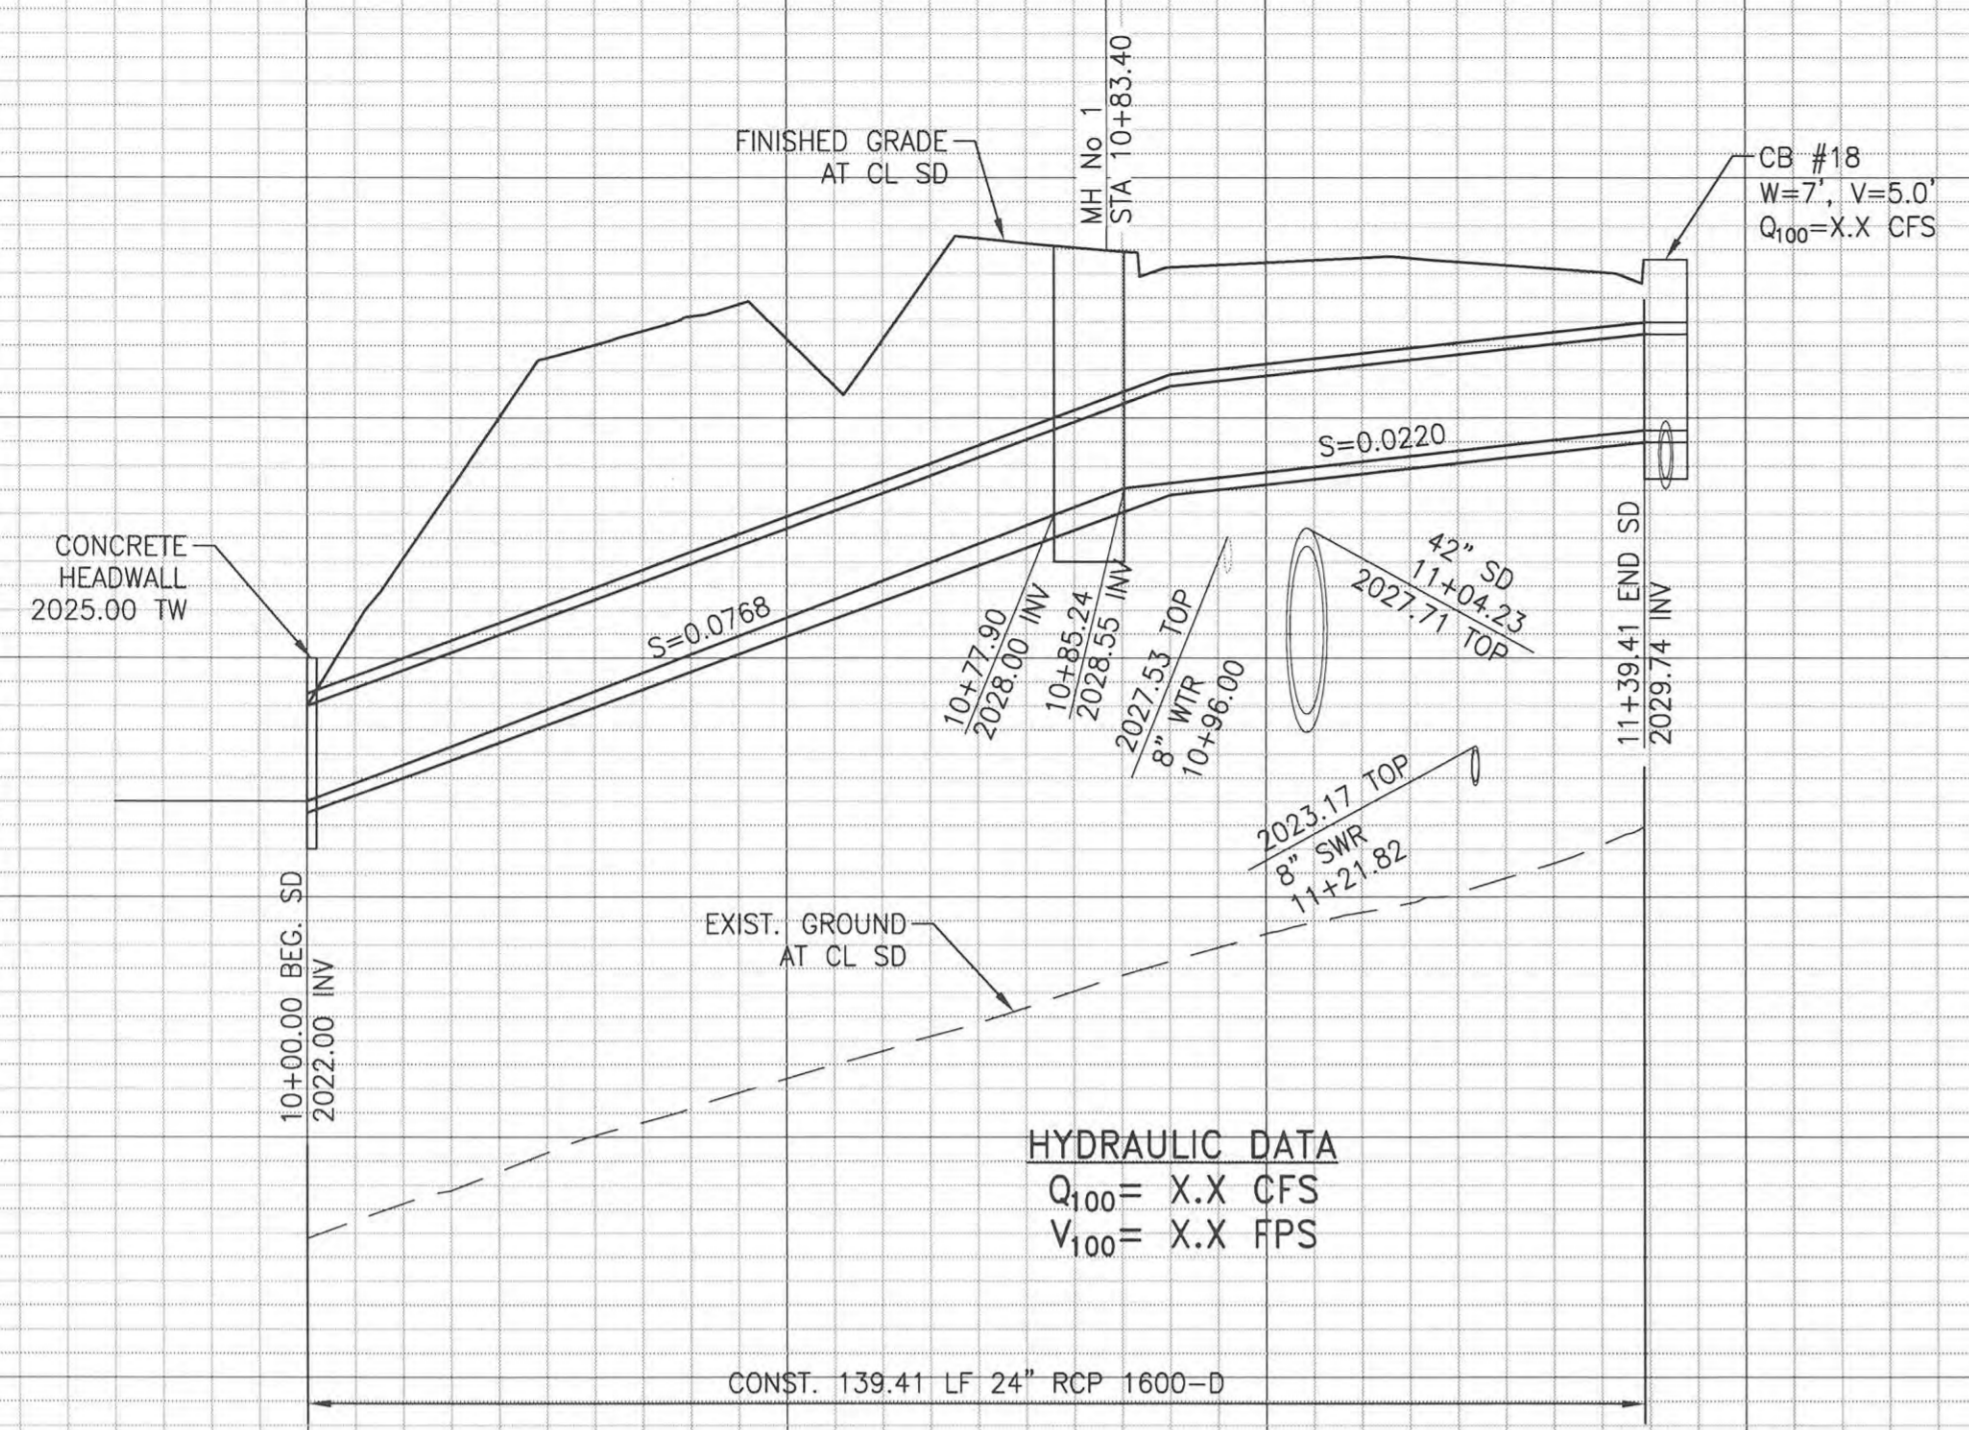 MH No 1
STA 10+83.40
FINISHED GRADE
AT CL SD
CB #18
W=7', V=5.0'
Q₁₀₀=X.X CFS
S=0.0220
CONCRETE
HEADWALL
2025.00 TW
S=0.0768
10+77.90
2028.00 INV
10+85.24
2028.55 INV
2027.53 TOP
8" WTR
10+96.00
42" SD
11+04.23
2027.71 TOP
11+39.41 END SD
2029.74 INV
2023.17 TOP
8" SWR
11+21.82
10+00.00 BEG. SD
2022.00 INV
EXIST. GROUND
AT CL SD
HYDRAULIC DATA
Q₁₀₀= X.X CFS
V₁₀₀= X.X FPS
CONST. 139.41 LF 24" RCP 1600-D